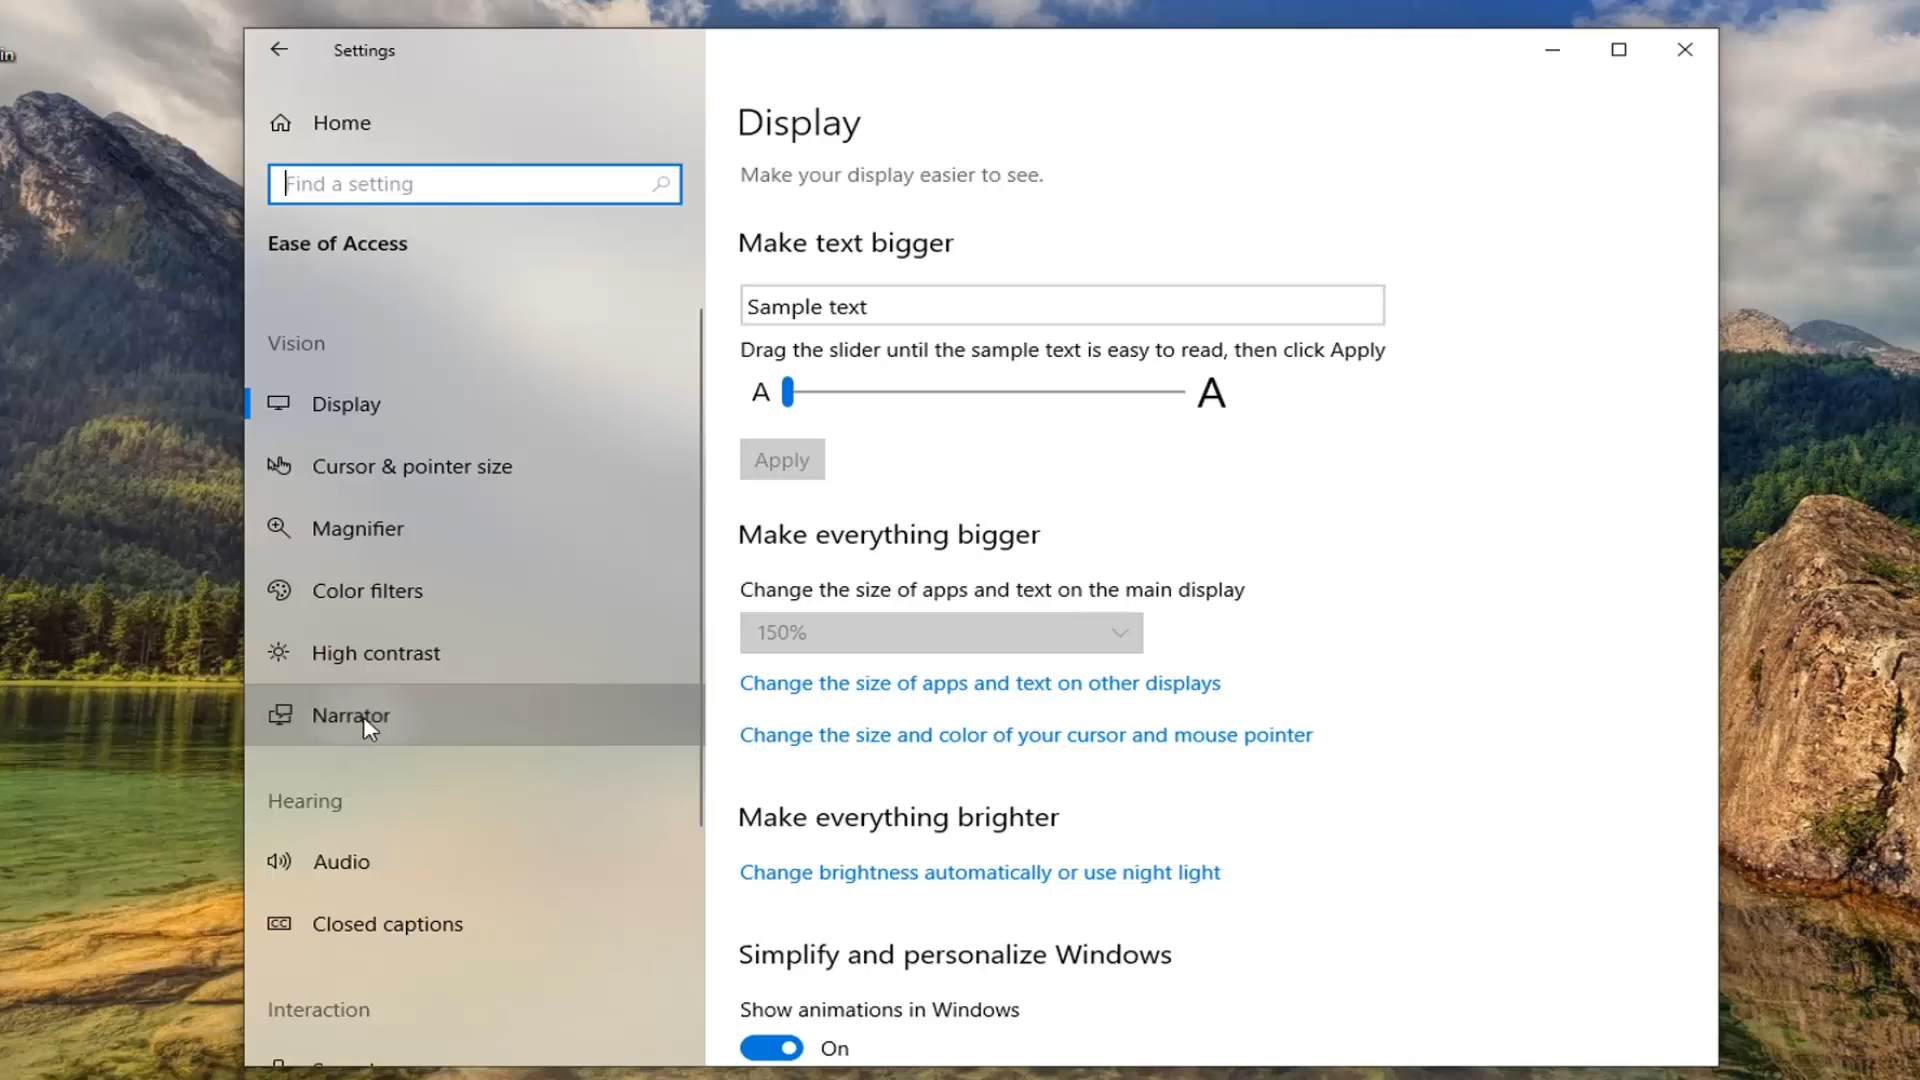 in
Settings
Home
Find a setting
Ease of Access
Vision
Display
Cursor & pointer size
Magnifier
Color filters
High contrast
Narrator
Hearing
Audio
CC
Closed captions
Interaction
Display
Make your display easier to see.
Make text bigger
Sample text
Drag the slider until the sample text is easy to read, then click Apply
A A
Apply
Make everything bigger
Change the size of apps and text on the main display
150%
Change the size of apps and text on other displays
Change the size and color of your cursor and mouse pointer
Make everything brighter
Change brightness automatically or use night light
Simplify and personalize Windows
Show animations in Windows
On